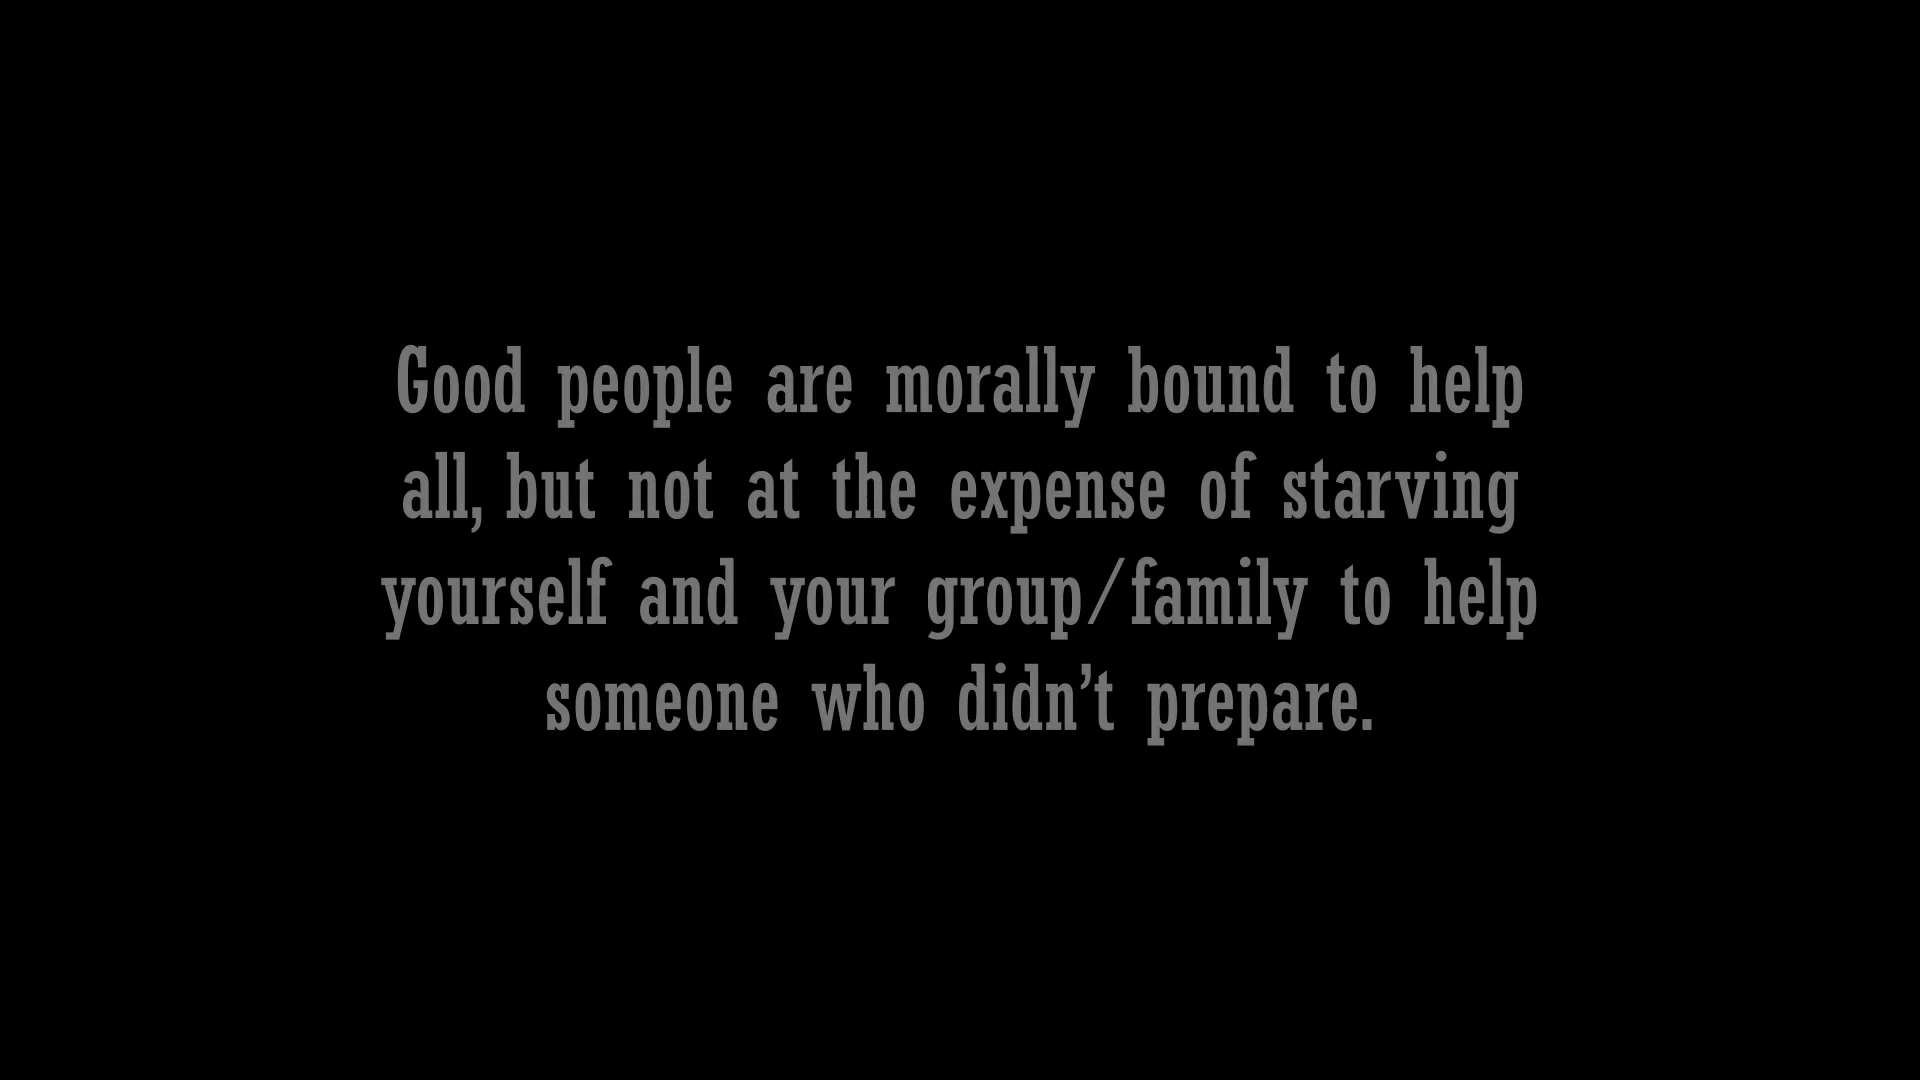 Good people are morally bound to help
all, but not at the expense of starving
yourself and your group/family to help
someone who didn’t prepare.